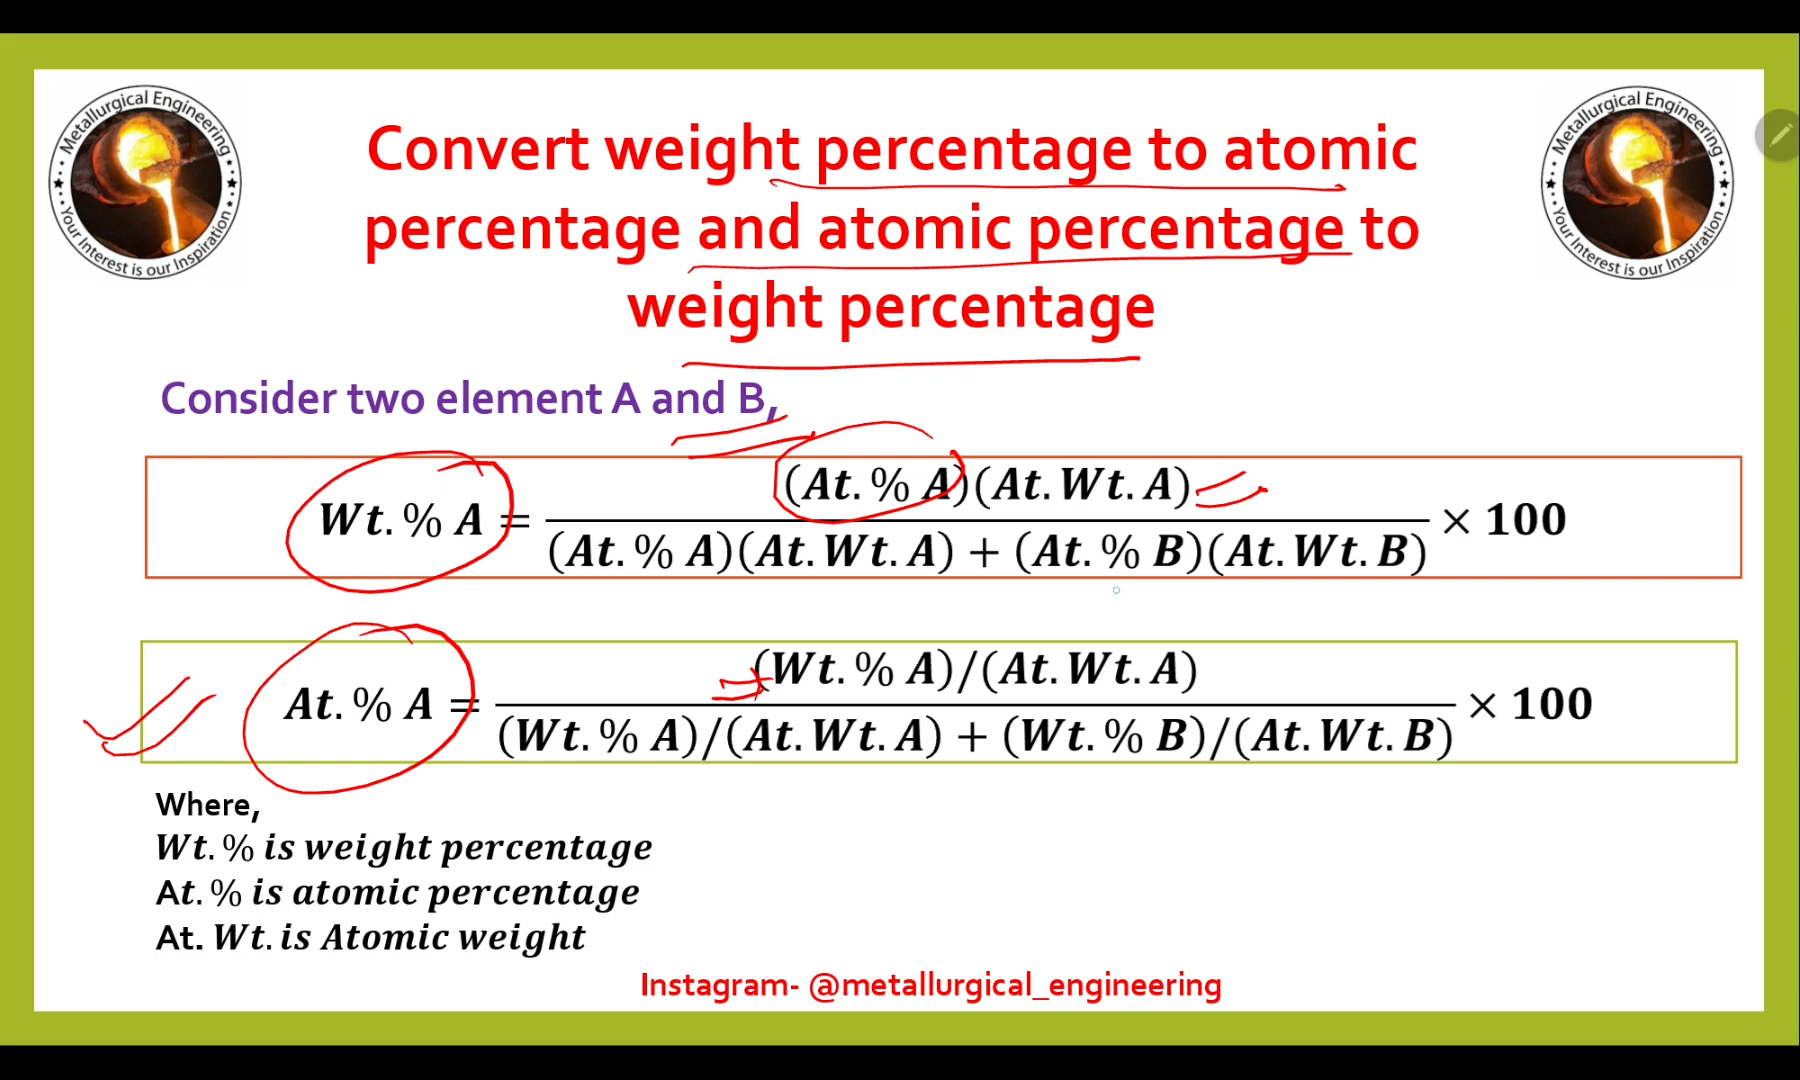 Metallurgical Engineering
Your Interest is our Inspiration
Metallurgical Engineering
Your Interest is our Inspiration
Convert weight percentage to atomic
percentage and atomic percentage to
weight percentage
Consider two element A and B,
Wt.% A = (At.% A)(At.Wt.A) / (At.% A)(At.Wt.A) + (At.% B)(At.Wt.B) × 100
At.% A = (Wt.% A)/(At.Wt.A) / (Wt.% A)/(At.Wt.A) + (Wt.% B)/(At.Wt.B) × 100
Where,
Wt.% is weight percentage
At.% is atomic percentage
At. Wt. is Atomic weight
Instagram- @metallurgical_engineering